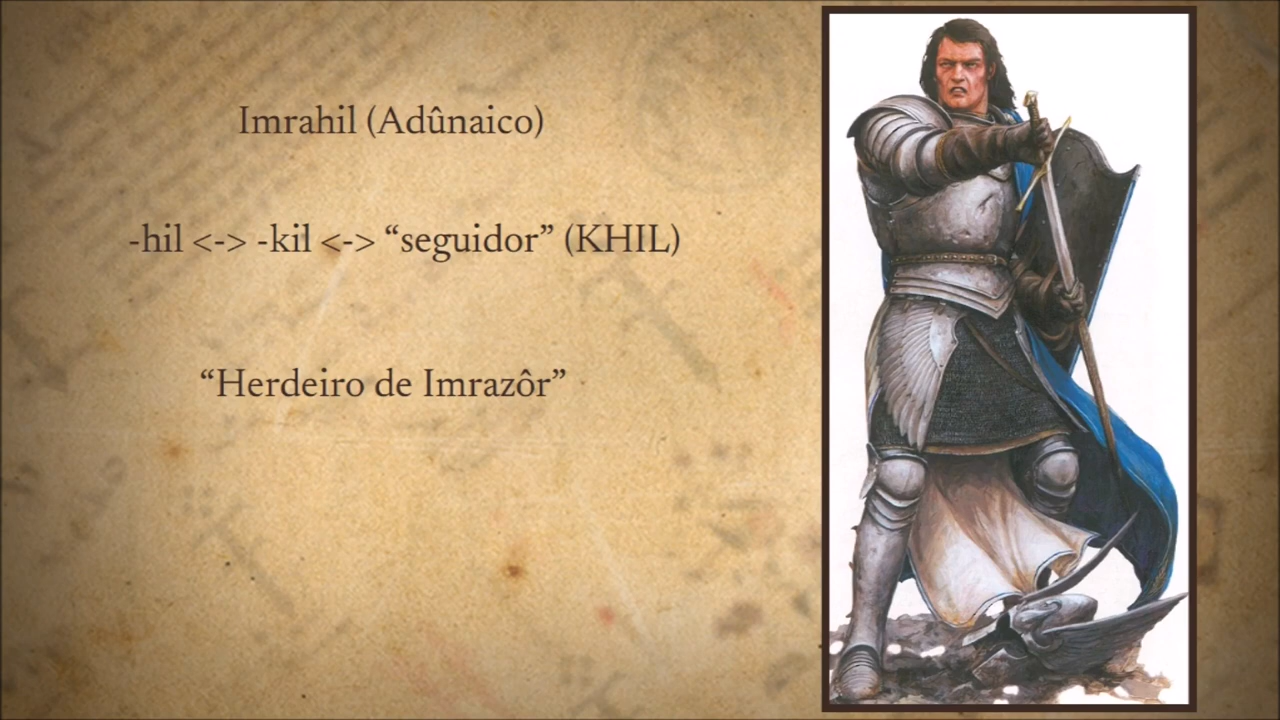 Imrahil (Adûnaico)
-hil <-> -kil <-> “seguidor” (KHIL)
“Herdeiro de Imrazôr”